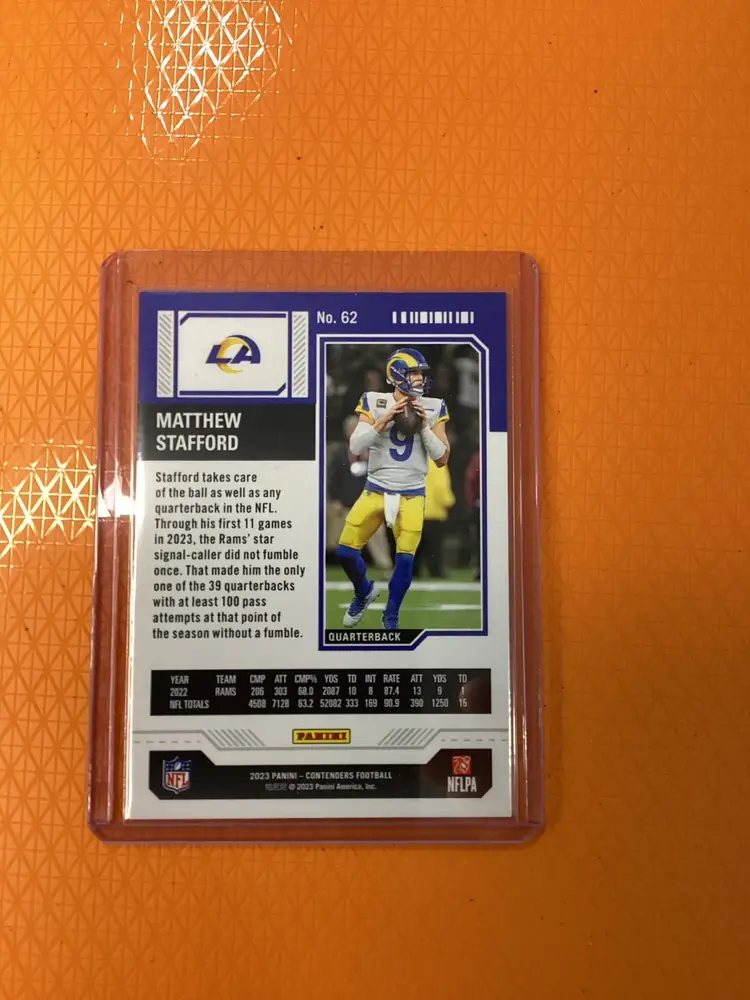 No. 62
LA
MATTHEW
STAFFORD
Stafford takes care
of the ball as well as any
quarterback in the NFL.
Through his first 11 games
in 2023, the Rams' star
signal-caller did not fumble
once. That made him the only
one of the 39 quarterbacks
with at least 100 pass
attempts at that point of
the season without a fumble.
9
QUARTERBACK
YEAR TEAM CMP ATT CMP% YDS TD INT RATE ATT YDS TD
2022 RAMS 206 303 68.0 2087 10 8 87.4 13 9 1
NFL TOTALS 4508 7128 63.2 52082 333 169 90.9 390 1250 15
PANINI
NFL
2023 PANINI – CONTENDERS FOOTBALL
© 2023 Panini America, Inc.
NFLPA